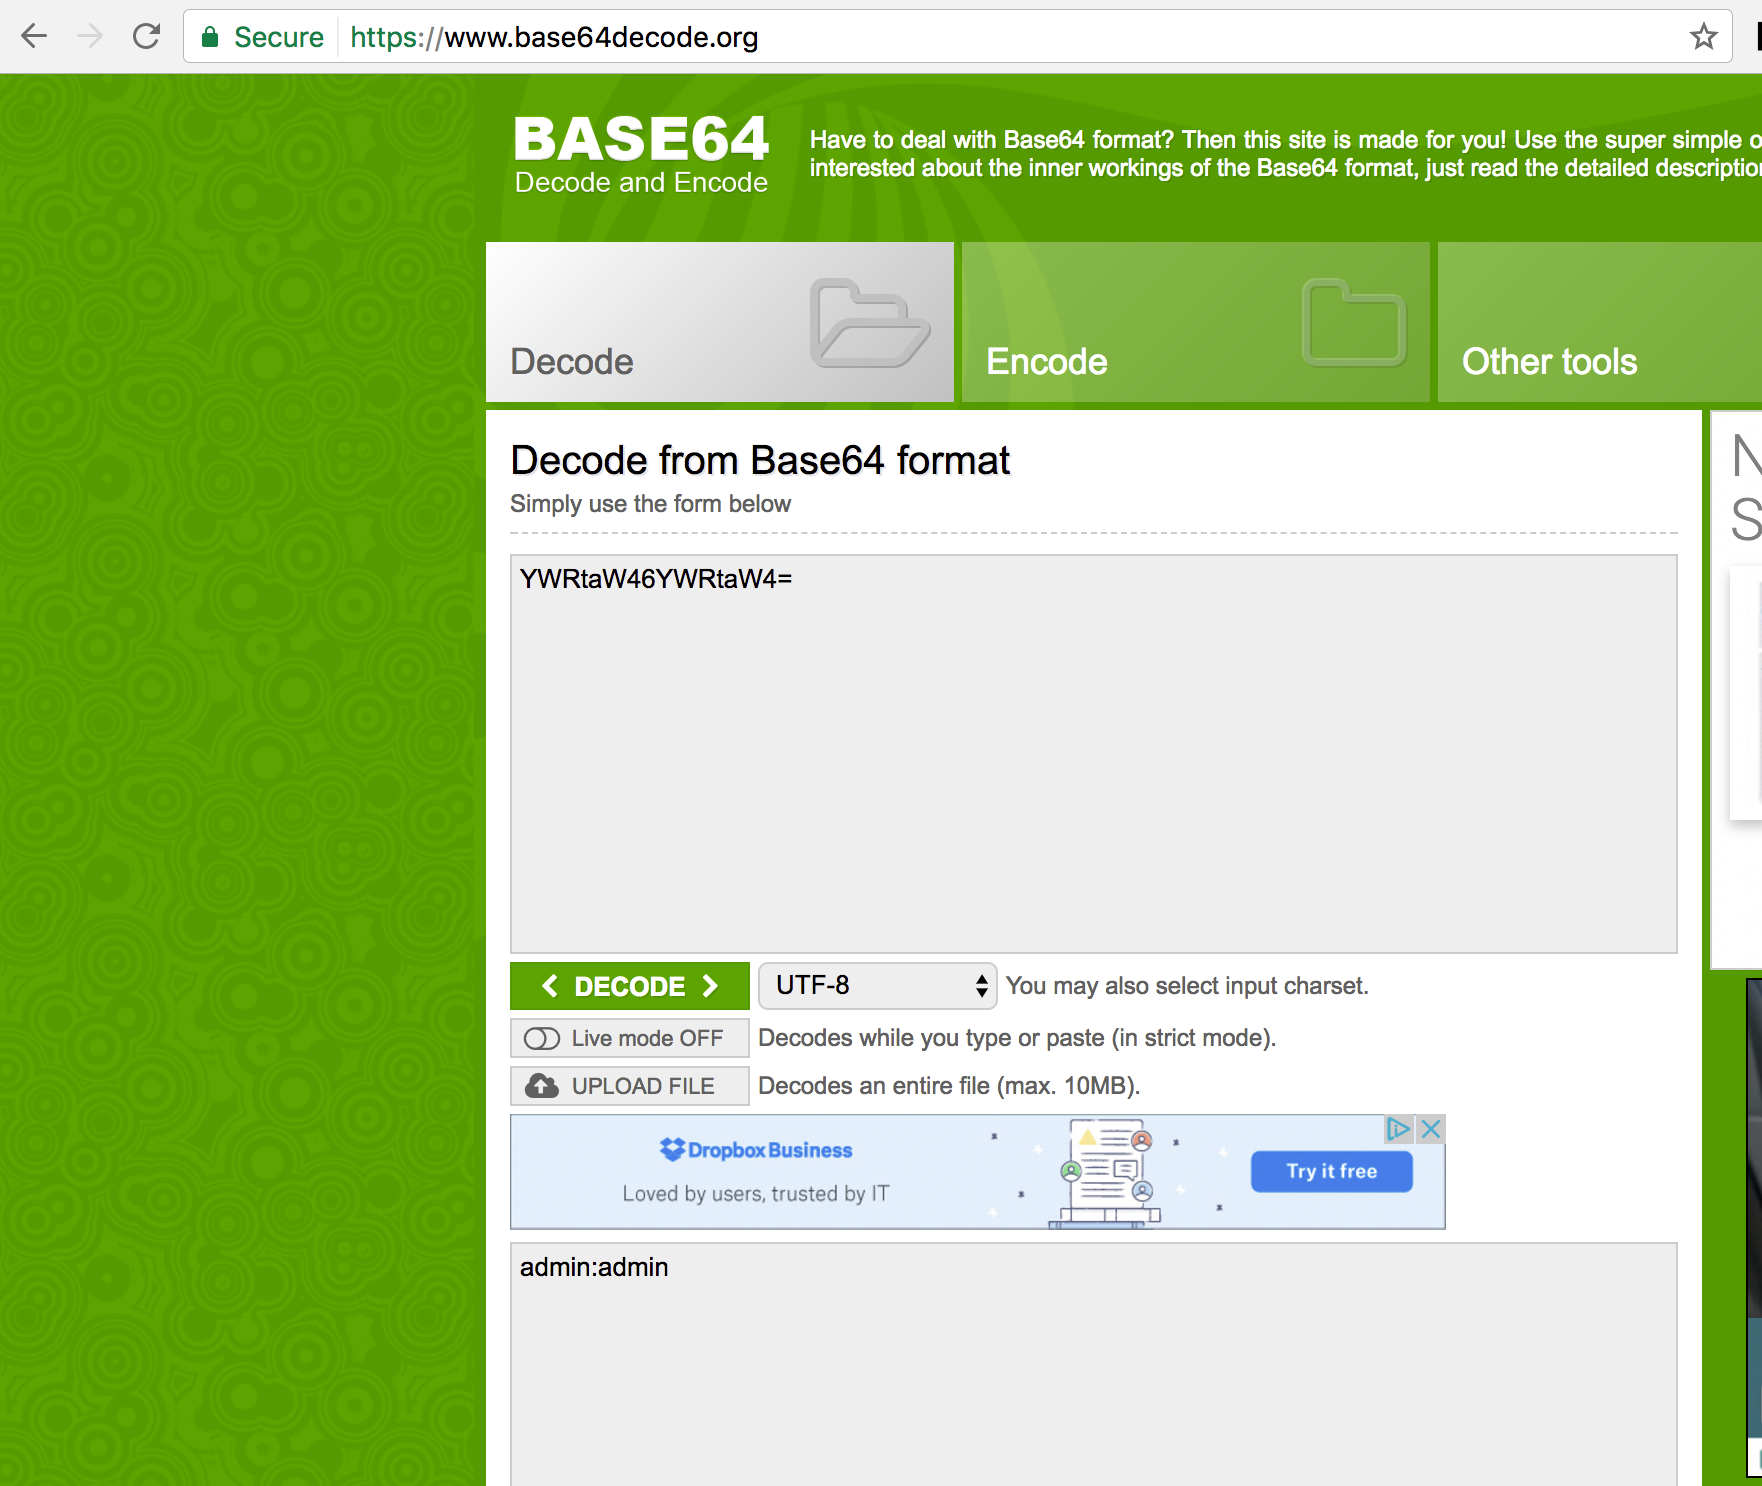 Secure https://www.base64decode.org
BASE64
Decode and Encode
Have to deal with Base64 format? Then this site is made for you! Use the super simple
interested about the inner workings of the Base64 format, just read the detailed
Decode
Encode
Other tools
Decode from Base64 format
Simply use the form below
YWRtaW46YWRtaW4=
DECODE
UTF-8
You may also select input charset.
Live mode OFF
Decodes while you type or paste (in strict mode).
UPLOAD FILE
Decodes an entire file (max. 10MB).
Dropbox Business
Loved by users, trusted by IT
Try it free
admin:admin